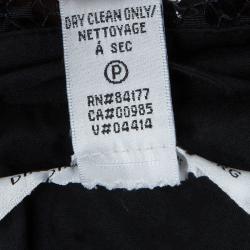 DRY CLEAN ONLY/
NETTOYAGE
À SEC
P
RN#84177
CA#00985
V#04414